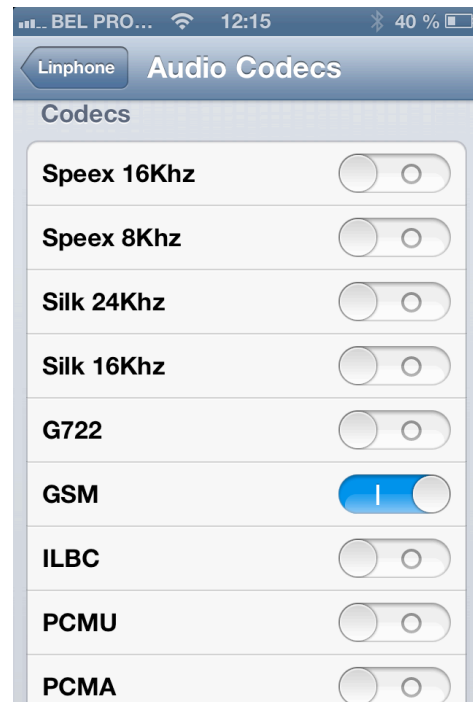 BEL PRO... 12:15 40 %
Linphone Audio Codecs
Codecs
Speex 16Khz
Speex 8Khz
Silk 24Khz
Silk 16Khz
G722
GSM
ILBC
PCMU
PCMA